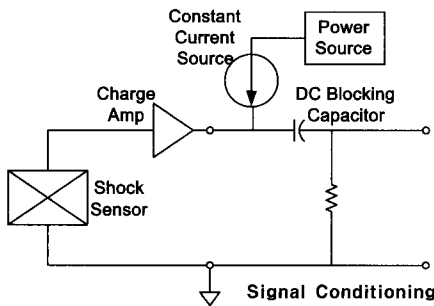 Constant
Current
Source
Power
Source
Charge
Amp
DC Blocking
Capacitor
Shock
Sensor
Signal Conditioning